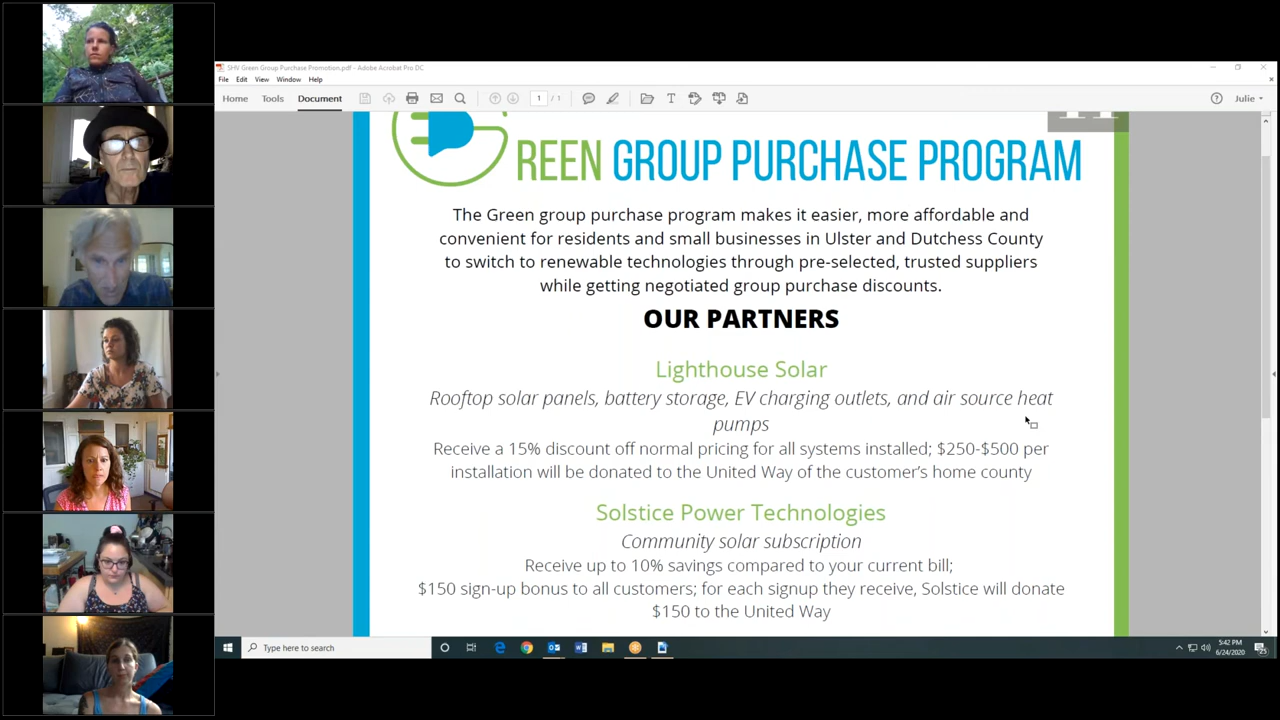 SHV Green Group Purchase Promotion.pdf - Adobe Acrobat Pro DC
File Edit View Window Help
Home Tools Document 1 / 1 Julie
REEN GROUP PURCHASE PROGRAM
The Green group purchase program makes it easier, more affordable and
convenient for residents and small businesses in Ulster and Dutchess County
to switch to renewable technologies through pre-selected, trusted suppliers
while getting negotiated group purchase discounts.
OUR PARTNERS
Lighthouse Solar
Rooftop solar panels, battery storage, EV charging outlets, and air source heat
pumps
Receive a 15% discount off normal pricing for all systems installed; $250-$500 per
installation will be donated to the United Way of the customer's home county
Solstice Power Technologies
Community solar subscription
Receive up to 10% savings compared to your current bill;
$150 sign-up bonus to all customers; for each signup they receive, Solstice will donate
$150 to the United Way
Type here to search
5:42 PM
6/24/2020